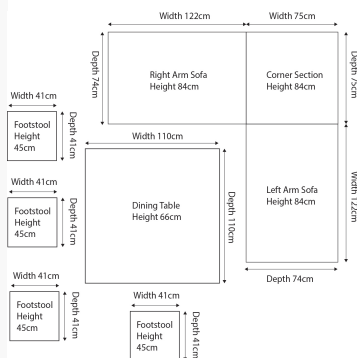 Width 122cm
Width 75cm
Depth 74cm
Right Arm Sofa
Height 84cm
Corner Section
Height 84cm
Depth 75cm
Width 41cm
Footstool
Height
45cm
Depth 41cm
Width 110cm
Dining Table
Height 66cm
Depth 110cm
Left Arm Sofa
Height 84cm
Width 122cm
Depth 74cm
Width 41cm
Footstool
Height
45cm
Depth 41cm
Width 41cm
Footstool
Height
45cm
Depth 41cm
Width 41cm
Footstool
Height
45cm
Depth 41cm